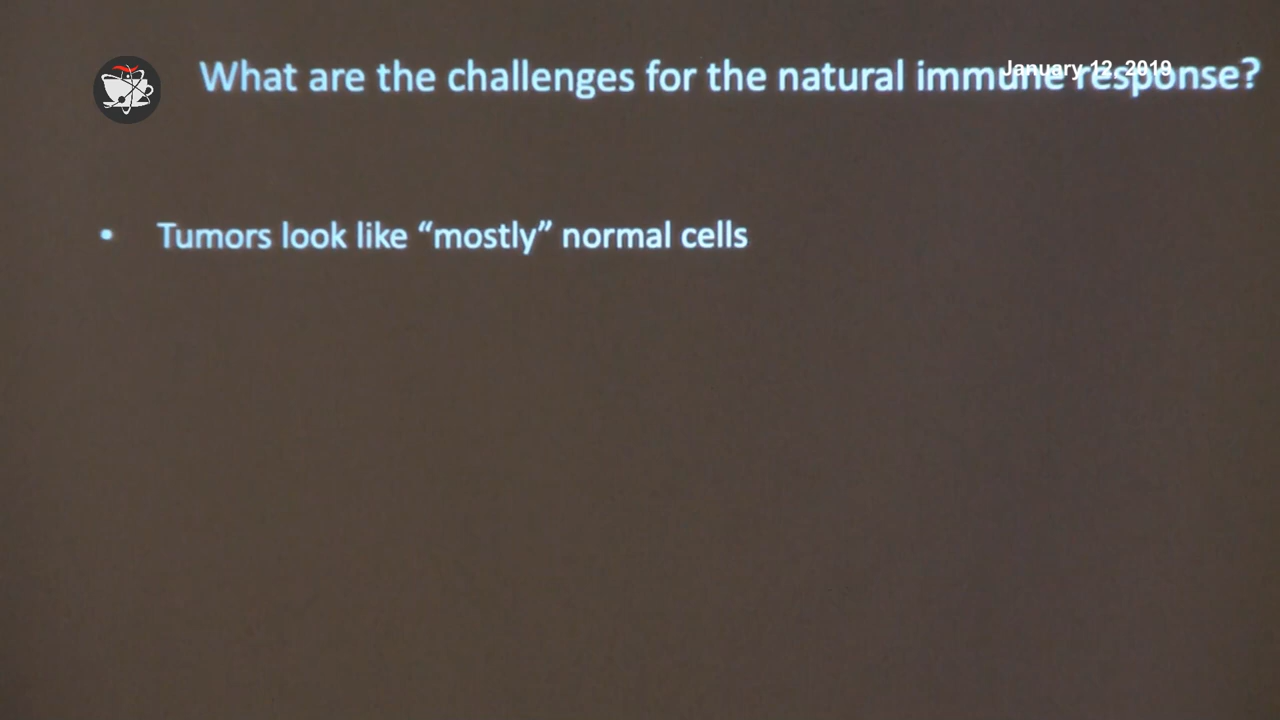 What are the challenges for the natural immune response?
January 12, 2019
• Tumors look like “mostly” normal cells